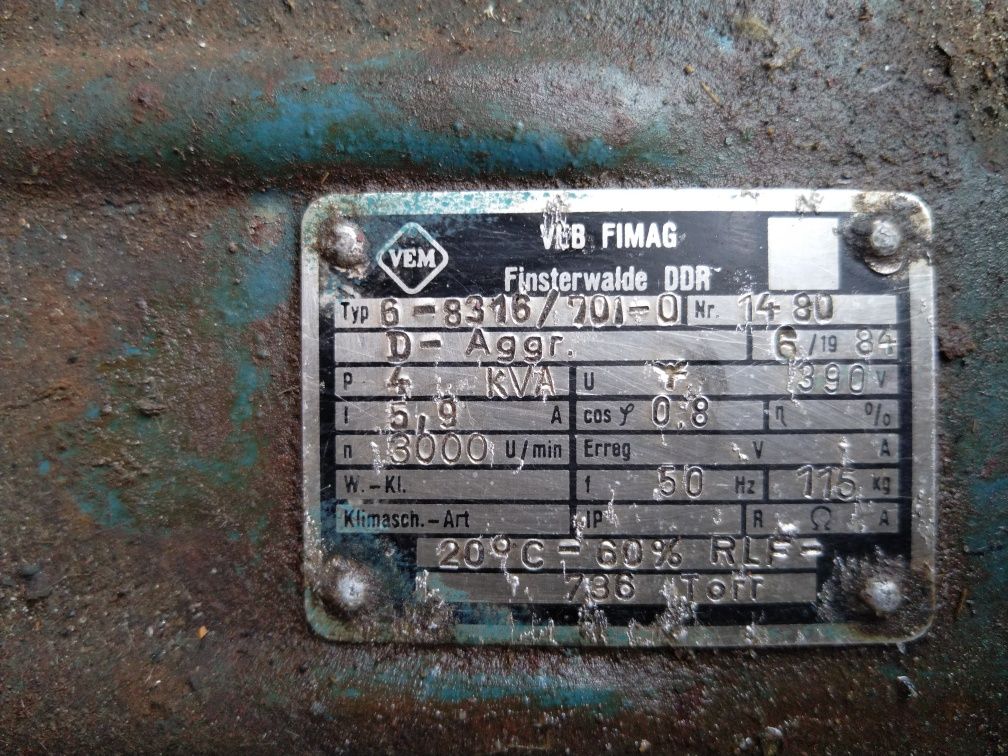 VEM
VEB FIMAG
Finsterwalde DDR
Typ 6-8316/701-0 Nr. 1480
D-Aggr. 6/19 84
P 4 KVA U Y 390 V
I 5,9 A cos φ 0.8 η %
n 3000 U/min Erreg V A
W.-Kl. f 50 Hz 115 kg
Klimasch.-Art IP R Ω A
20°C-60% RLF-
736 Torr